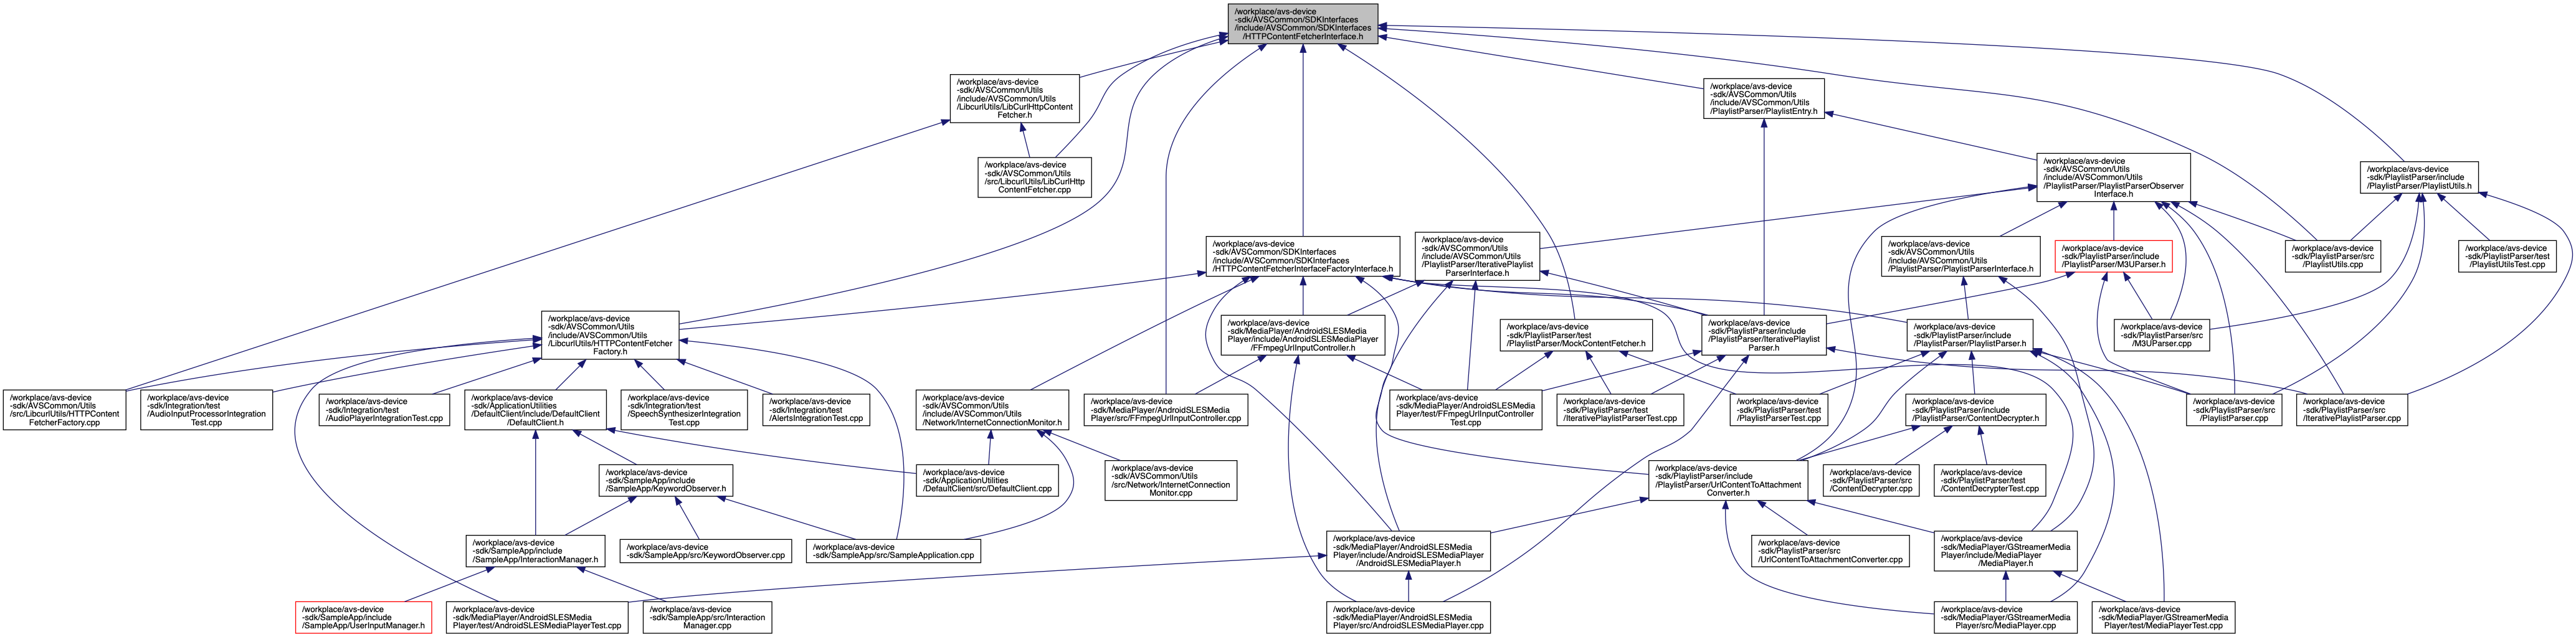 /workplace/avs-device
-sdk/AVSCommon/SDKInterfaces
/include/AVSCommon/SDKInterfaces
/HTTPContentFetcherInterface.h
/workplace/avs-device
-sdk/AVSCommon/Utils
/include/AVSCommon/Utils
/LibcurlUtils/LibCurlHttpContent
Fetcher.h
/workplace/avs-device
-sdk/AVSCommon/Utils
/include/AVSCommon/Utils
/PlaylistParser/PlaylistEntry.h
/workplace/avs-device
-sdk/AVSCommon/Utils
/src/LibcurlUtils/LibCurlHttp
ContentFetcher.cpp
/workplace/avs-device
-sdk/AVSCommon/Utils
/include/AVSCommon/Utils
/PlaylistParser/PlaylistParserObserver
Interface.h
/workplace/avs-device
-sdk/PlaylistParser/include
/PlaylistParser/PlaylistUtils.h
/workplace/avs-device
-sdk/AVSCommon/SDKInterfaces
/include/AVSCommon/SDKInterfaces
/HTTPContentFetcherInterfaceFactoryInterface.h
/workplace/avs-device
-sdk/AVSCommon/Utils
/include/AVSCommon/Utils
/PlaylistParser/IterativePlaylist
ParserInterface.h
/workplace/avs-device
-sdk/AVSCommon/Utils
/include/AVSCommon/Utils
/PlaylistParser/PlaylistParserInterface.h
/workplace/avs-device
-sdk/PlaylistParser/include
/PlaylistParser/M3UParser.h
/workplace/avs-device
-sdk/PlaylistParser/src
/PlaylistUtils.cpp
/workplace/avs-device
-sdk/PlaylistParser/test
/PlaylistUtilsTest.cpp
/workplace/avs-device
-sdk/AVSCommon/Utils
/include/AVSCommon/Utils
/LibcurlUtils/HTTPContentFetcher
Factory.h
/workplace/avs-device
-sdk/MediaPlayer/AndroidSLESMedia
Player/include/AndroidSLESMediaPlayer
/FFmpegUrlInputController.h
/workplace/avs-device
-sdk/PlaylistParser/test
/PlaylistParser/MockContentFetcher.h
/workplace/avs-device
-sdk/PlaylistParser/include
/PlaylistParser/IterativePlaylist
Parser.h
/workplace/avs-device
-sdk/PlaylistParser/include
/PlaylistParser/PlaylistParser.h
/workplace/avs-device
-sdk/PlaylistParser/src
/M3UParser.cpp
/workplace/avs-device
-sdk/AVSCommon/Utils
/src/LibcurlUtils/HTTPContent
FetcherFactory.cpp
/workplace/avs-device
-sdk/Integration/test
/AudioInputProcessorIntegration
Test.cpp
/workplace/avs-device
-sdk/Integration/test
/AudioPlayerIntegrationTest.cpp
/workplace/avs-device
-sdk/ApplicationUtilities
/DefaultClient/include/DefaultClient
/DefaultClient.h
/workplace/avs-device
-sdk/Integration/test
/SpeechSynthesizerIntegration
Test.cpp
/workplace/avs-device
-sdk/Integration/test
/AlertsIntegrationTest.cpp
/workplace/avs-device
-sdk/AVSCommon/Utils
/include/AVSCommon/Utils
/Network/InternetConnectionMonitor.h
/workplace/avs-device
-sdk/MediaPlayer/AndroidSLESMedia
Player/src/FFmpegUrlInputController.cpp
/workplace/avs-device
-sdk/MediaPlayer/AndroidSLESMedia
Player/test/FFmpegUrlInputController
Test.cpp
/workplace/avs-device
-sdk/PlaylistParser/test
/IterativePlaylistParserTest.cpp
/workplace/avs-device
-sdk/PlaylistParser/test
/PlaylistParserTest.cpp
/workplace/avs-device
-sdk/PlaylistParser/include
/PlaylistParser/ContentDecrypter.h
/workplace/avs-device
-sdk/PlaylistParser/src
/PlaylistParser.cpp
/workplace/avs-device
-sdk/PlaylistParser/src
/IterativePlaylistParser.cpp
/workplace/avs-device
-sdk/SampleApp/include
/SampleApp/KeywordObserver.h
/workplace/avs-device
-sdk/ApplicationUtilities
/DefaultClient/src/DefaultClient.cpp
/workplace/avs-device
-sdk/AVSCommon/Utils
/src/Network/InternetConnection
Monitor.cpp
/workplace/avs-device
-sdk/PlaylistParser/include
/PlaylistParser/UrlContentToAttachment
Converter.h
/workplace/avs-device
-sdk/PlaylistParser/src
/ContentDecrypter.cpp
/workplace/avs-device
-sdk/PlaylistParser/test
/ContentDecrypterTest.cpp
/workplace/avs-device
-sdk/SampleApp/include
/SampleApp/InteractionManager.h
/workplace/avs-device
-sdk/SampleApp/src/KeywordObserver.cpp
/workplace/avs-device
-sdk/SampleApp/src/SampleApplication.cpp
/workplace/avs-device
-sdk/MediaPlayer/AndroidSLESMedia
Player/include/AndroidSLESMediaPlayer
/AndroidSLESMediaPlayer.h
/workplace/avs-device
-sdk/PlaylistParser/src
/UrlContentToAttachmentConverter.cpp
/workplace/avs-device
-sdk/MediaPlayer/GStreamerMedia
Player/include/MediaPlayer
/MediaPlayer.h
/workplace/avs-device
-sdk/SampleApp/include
/SampleApp/UserInputManager.h
/workplace/avs-device
-sdk/MediaPlayer/AndroidSLESMedia
Player/test/AndroidSLESMediaPlayerTest.cpp
/workplace/avs-device
-sdk/SampleApp/src/Interaction
Manager.cpp
/workplace/avs-device
-sdk/MediaPlayer/AndroidSLESMedia
Player/src/AndroidSLESMediaPlayer.cpp
/workplace/avs-device
-sdk/MediaPlayer/GStreamerMedia
Player/src/MediaPlayer.cpp
/workplace/avs-device
-sdk/MediaPlayer/GStreamerMedia
Player/test/MediaPlayerTest.cpp